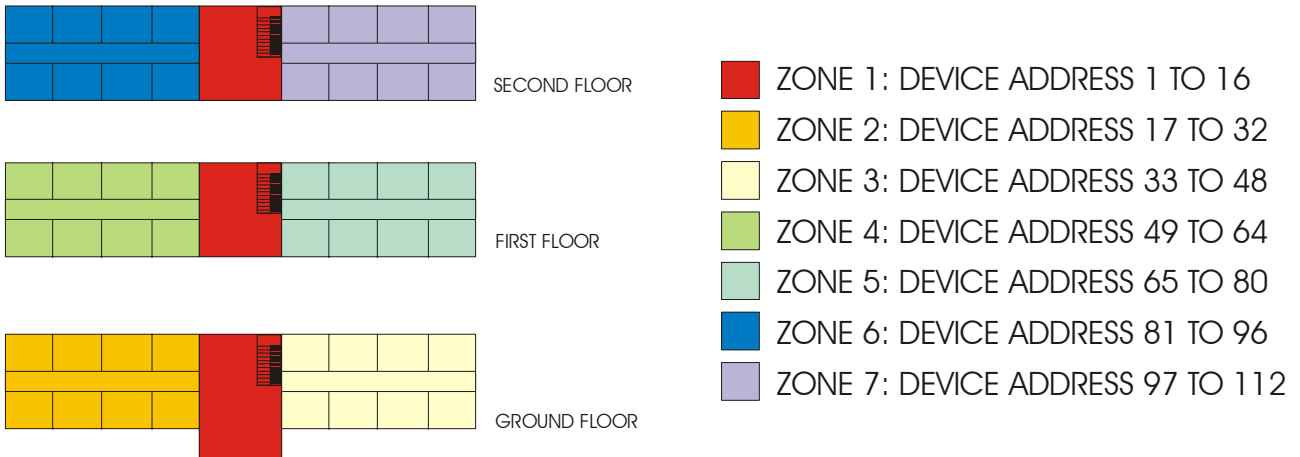 SECOND FLOOR
FIRST FLOOR
GROUND FLOOR
ZONE 1: DEVICE ADDRESS 1 TO 16
ZONE 2: DEVICE ADDRESS 17 TO 32
ZONE 3: DEVICE ADDRESS 33 TO 48
ZONE 4: DEVICE ADDRESS 49 TO 64
ZONE 5: DEVICE ADDRESS 65 TO 80
ZONE 6: DEVICE ADDRESS 81 TO 96
ZONE 7: DEVICE ADDRESS 97 TO 112